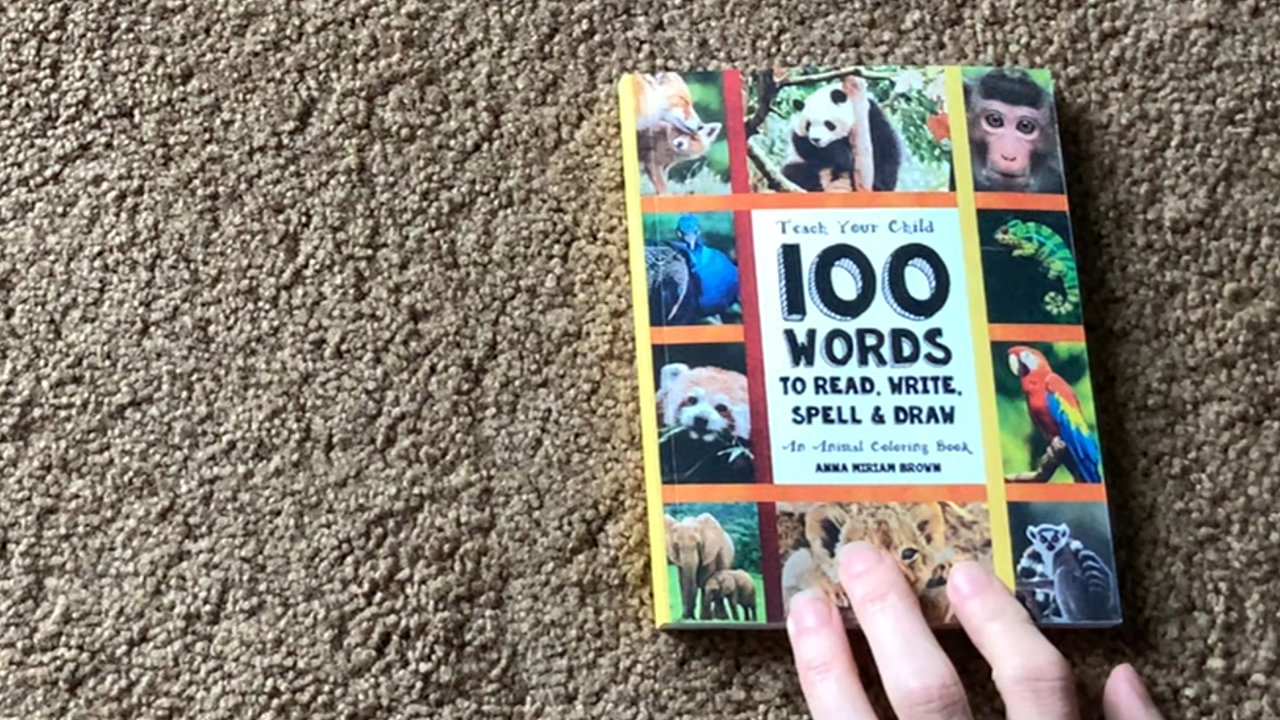 Teach Your Child
100
WORDS
TO READ, WRITE,
SPELL & DRAW
An Animal Coloring Book
ANNA MIRIAM BROWN